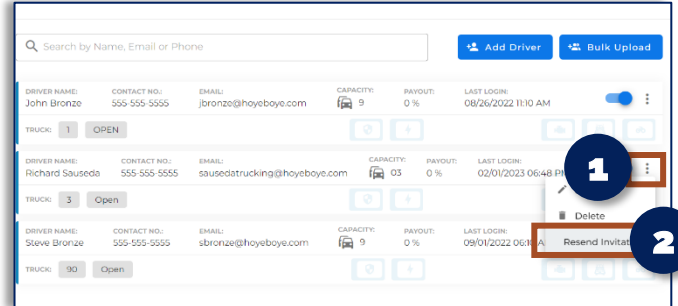 Search by Name, Email or Phone
Add Driver
Bulk Upload
DRIVER NAME: CONTACT NO.: EMAIL: CAPACITY: PAYOUT: LAST LOGIN:
John Bronze 555-555-5555 jbronze@hoyeboye.com 9 0 % 08/26/2022 11:10 AM
TRUCK: 1 OPEN
DRIVER NAME: CONTACT NO.: EMAIL: CAPACITY: PAYOUT: LAST LOGIN:
Richard Sauseda 555-555-5555 sausedatrucking@hoyeboye.com 03 0 % 02/01/2023 06:48 PM
1
TRUCK: 3 Open
Delete
DRIVER NAME: CONTACT NO.: EMAIL: CAPACITY: PAYOUT: LAST LOGIN:
Steve Bronze 555-555-5555 sbronze@hoyeboye.com 9 0 % 09/01/2022 06:10 A
Resend Invitat
2
TRUCK: 90 Open